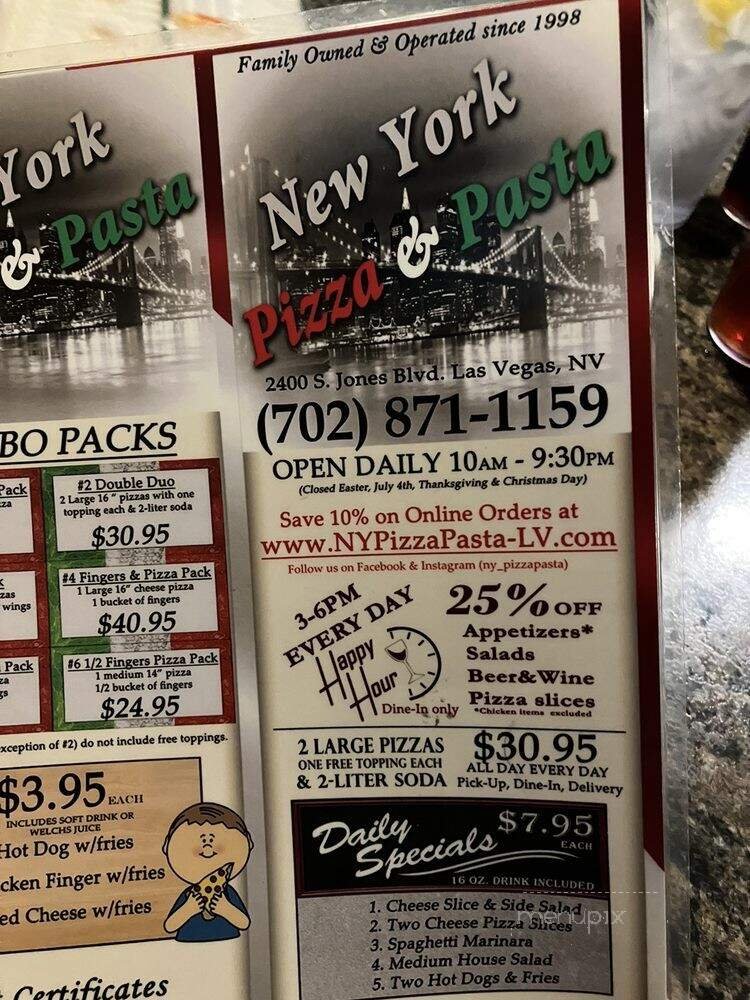 York
& Pasta
BO PACKS
Pack
#2 Double Duo
2 Large 16" pizzas with one
topping each & 2-liter soda
$30.95
wings
#4 Fingers & Pizza Pack
1 Large 16" cheese pizza
1 bucket of fingers
$40.95
Pack
#6 1/2 Fingers Pizza Pack
1 medium 14" pizza
1/2 bucket of fingers
$24.95
xception of #2) do not include free toppings.
$3.95 EACH
INCLUDES SOFT DRINK OR
WELCHS JUICE
Hot Dog w/fries
cken Finger w/fries
ed Cheese w/fries
Certificates
Family Owned & Operated since 1998
New York
Pizza & Pasta
2400 S. Jones Blvd. Las Vegas, NV
(702) 871-1159
OPEN DAILY 10AM - 9:30PM
(Closed Easter, July 4th, Thanksgiving & Christmas Day)
Save 10% on Online Orders at
www.NYPizzaPasta-LV.com
Follow us on Facebook & Instagram (ny_pizzapasta)
3-6PM
EVERY DAY
Happy
Hour
Dine-In only
25% OFF
Appetizers*
Salads
Beer&Wine
Pizza slices
*Chicken items excluded
2 LARGE PIZZAS
ONE FREE TOPPING EACH
& 2-LITER SODA
$30.95
ALL DAY EVERY DAY
Pick-Up, Dine-In, Delivery
Daily
Specials
$7.95
EACH
16 OZ. DRINK INCLUDED
1. Cheese Slice & Side Salad
2. Two Cheese Pizza Slices
3. Spaghetti Marinara
4. Medium House Salad
5. Two Hot Dogs & Fries
menupix